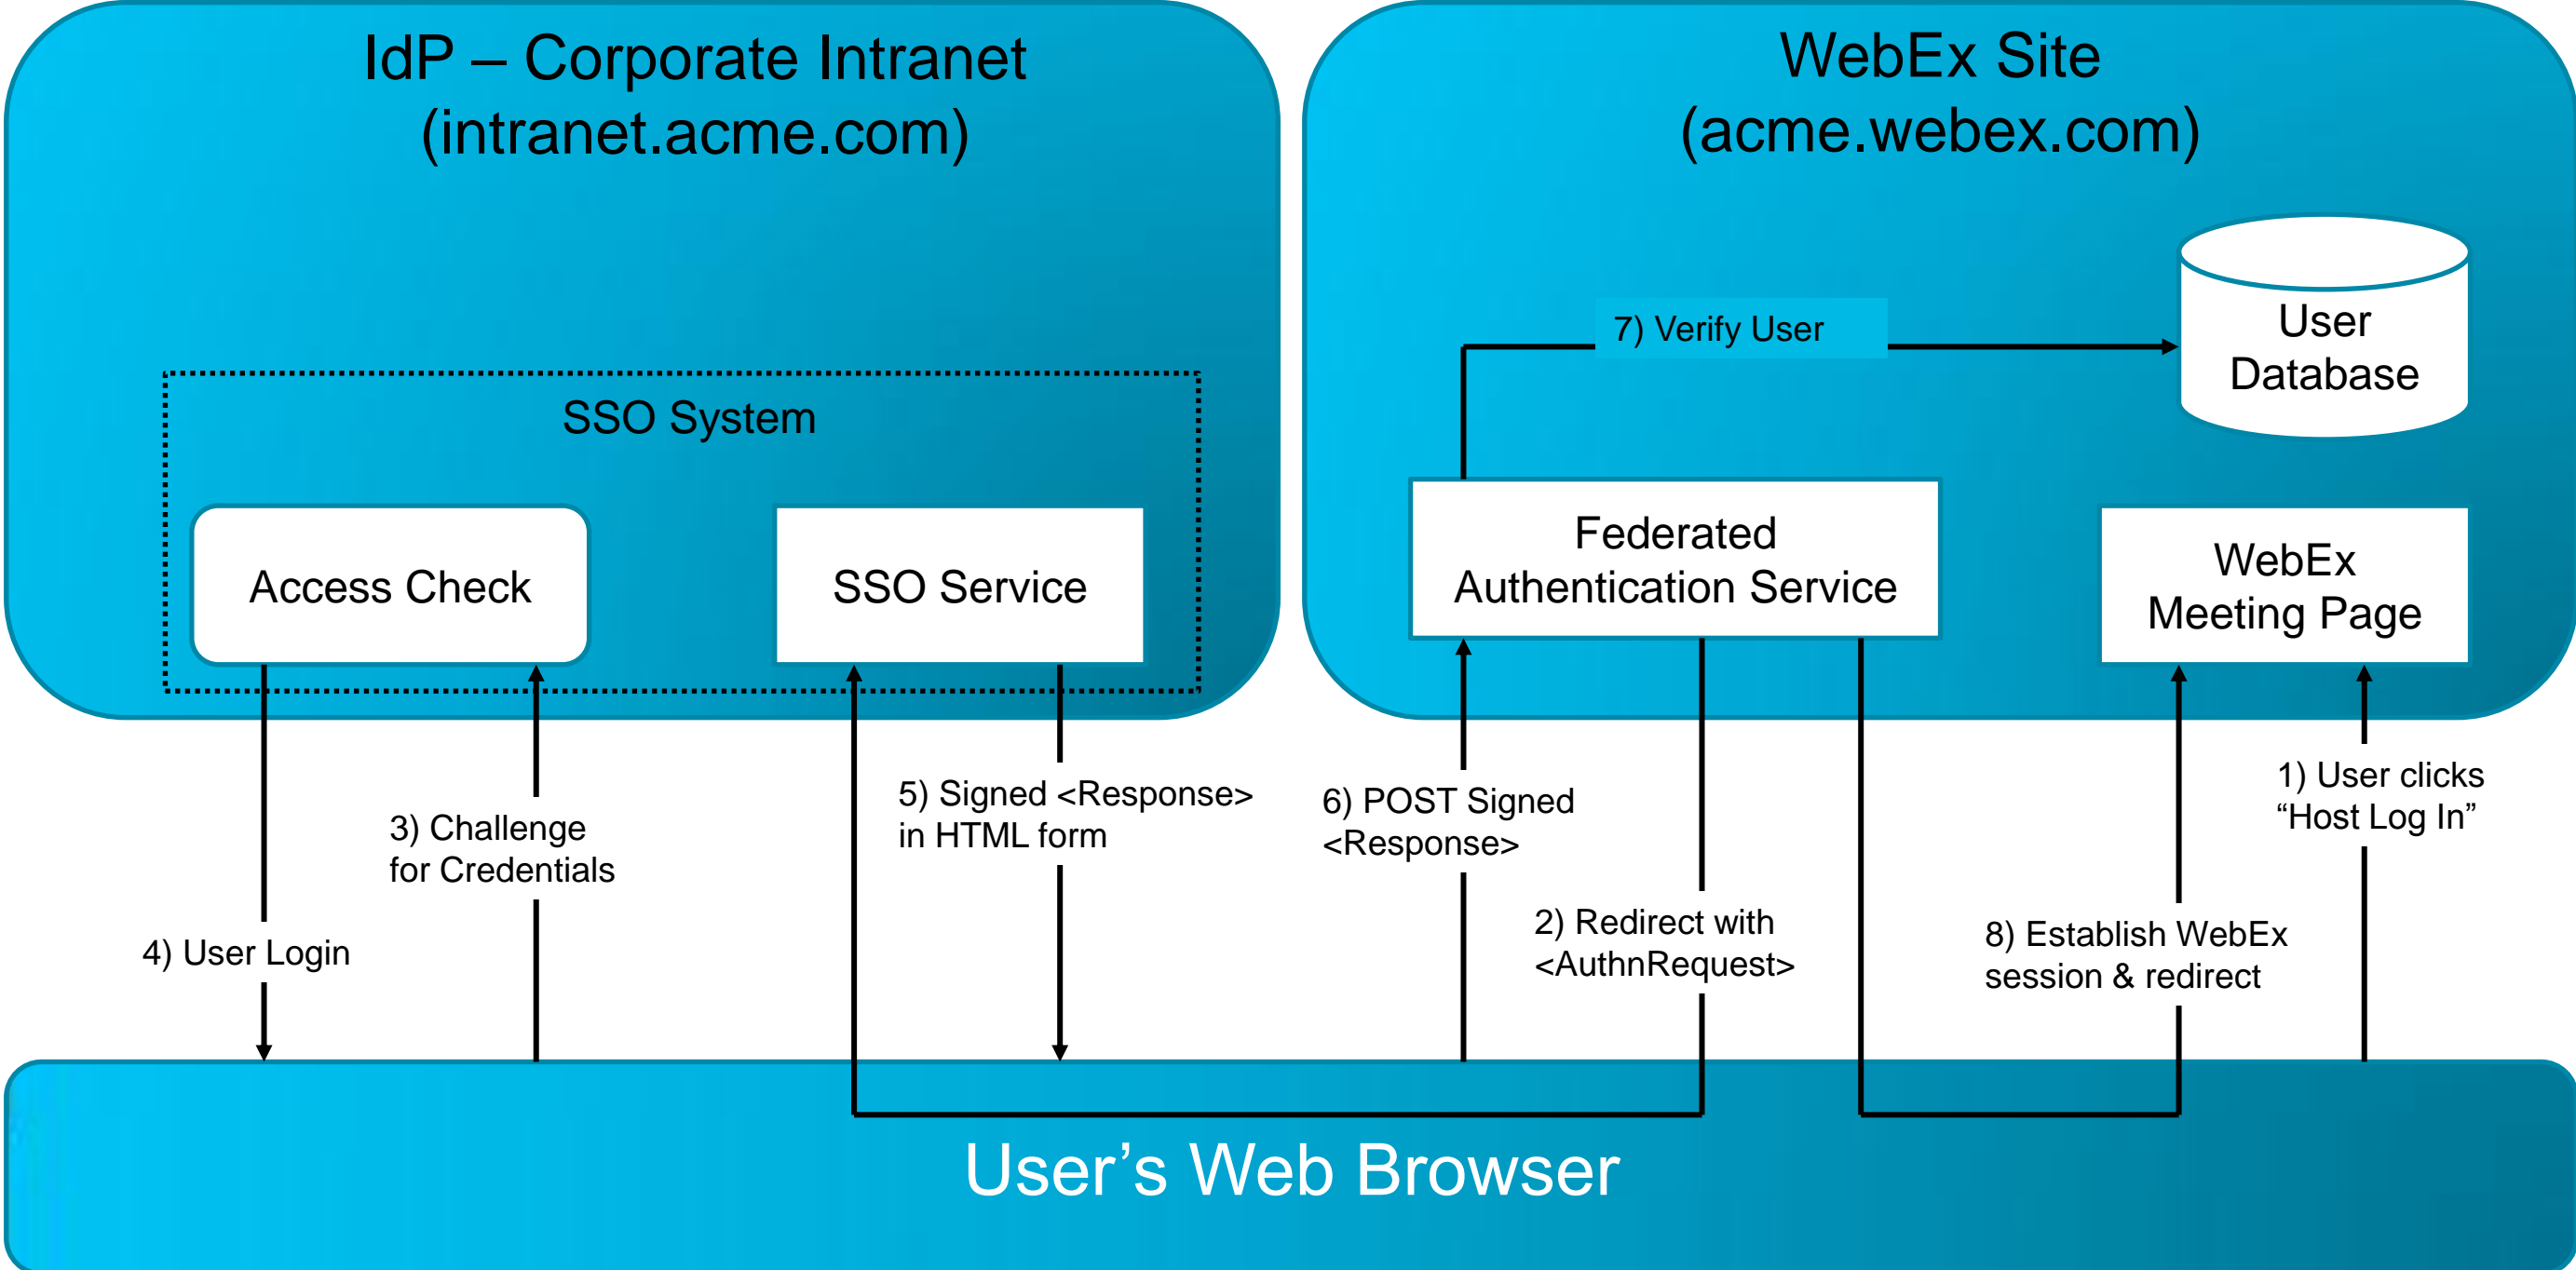 IdP – Corporate Intranet
(intranet.acme.com)
WebEx Site
(acme.webex.com)
User
Database
7) Verify User
SSO System
Access Check
SSO Service
Federated
Authentication Service
WebEx
Meeting Page
4) User Login
3) Challenge
for Credentials
5) Signed <Response>
in HTML form
6) POST Signed
<Response>
2) Redirect with
<AuthnRequest>
8) Establish WebEx
session & redirect
1) User clicks
“Host Log In”
User’s Web Browser